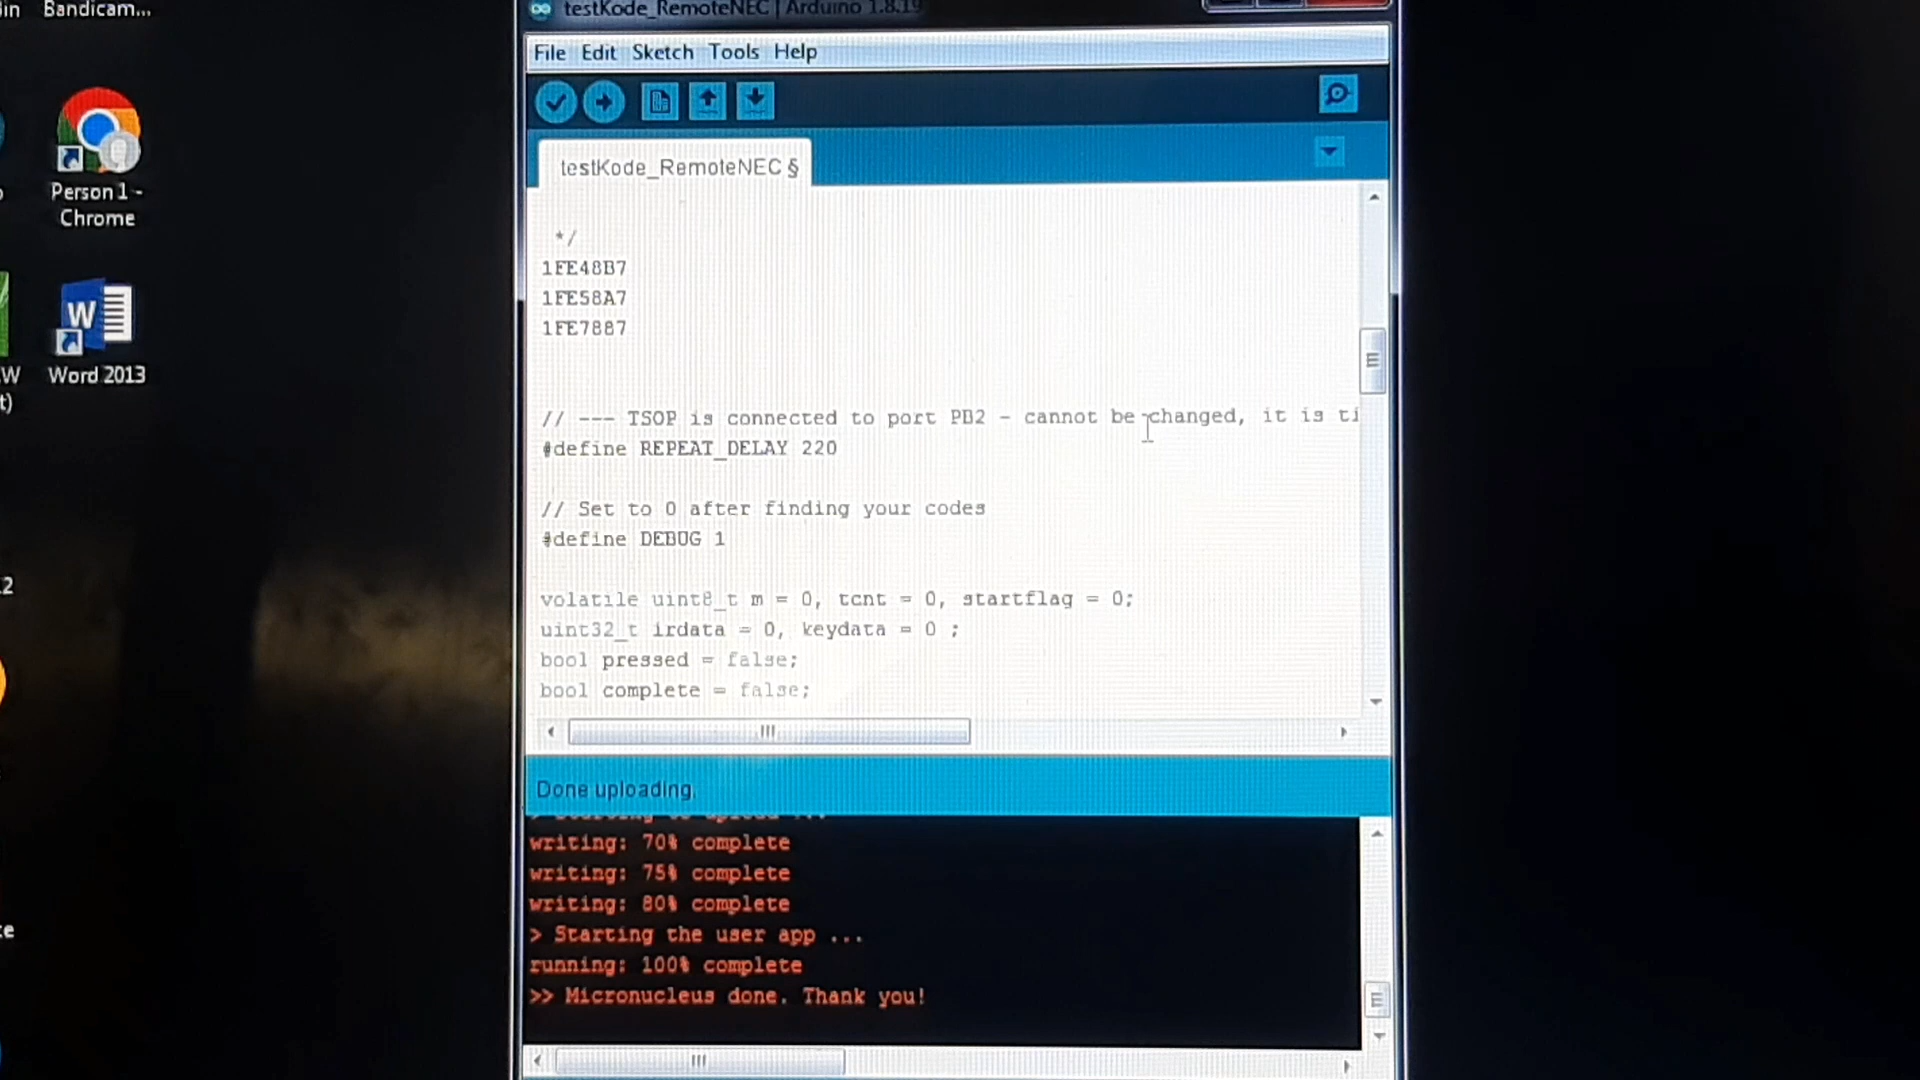 Bandicam...
testKode_RemoteNEC | Arduino 1.8.19
File Edit Sketch Tools Help
Person 1 -
Chrome
testKode_RemoteNEC §
*/
1FE48B7
1FE58A7
1FE7887
W
Word 2013
t)
// --- TSOP is connected to port PB2 - cannot be changed, it is ti
#define REPEAT_DELAY 220
// Set to 0 after finding your codes
#define DEBUG 1
volatile uint8_t m = 0, tcnt = 0, startflag = 0;
uint32_t irdata = 0, keydata = 0 ;
bool pressed = false;
bool complete = false;
Done uploading.
writing: 70% complete
writing: 75% complete
writing: 80% complete
> Starting the user app ...
running: 100% complete
>> Micronucleus done. Thank you!